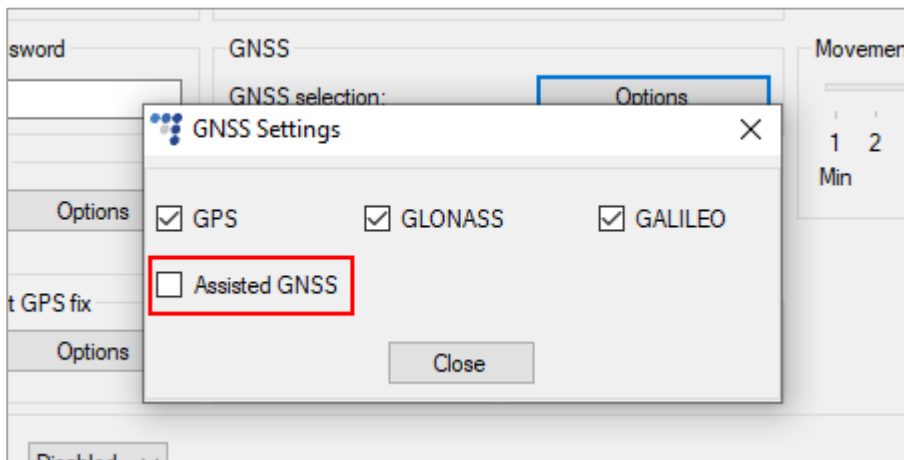 sword
GNSS
Movemen
GNSS selection:
Options
GNSS Settings
1 2
Min
Options
GPS
GLONASS
GALILEO
Assisted GNSS
t GPS fix
Options
Close
Disabled